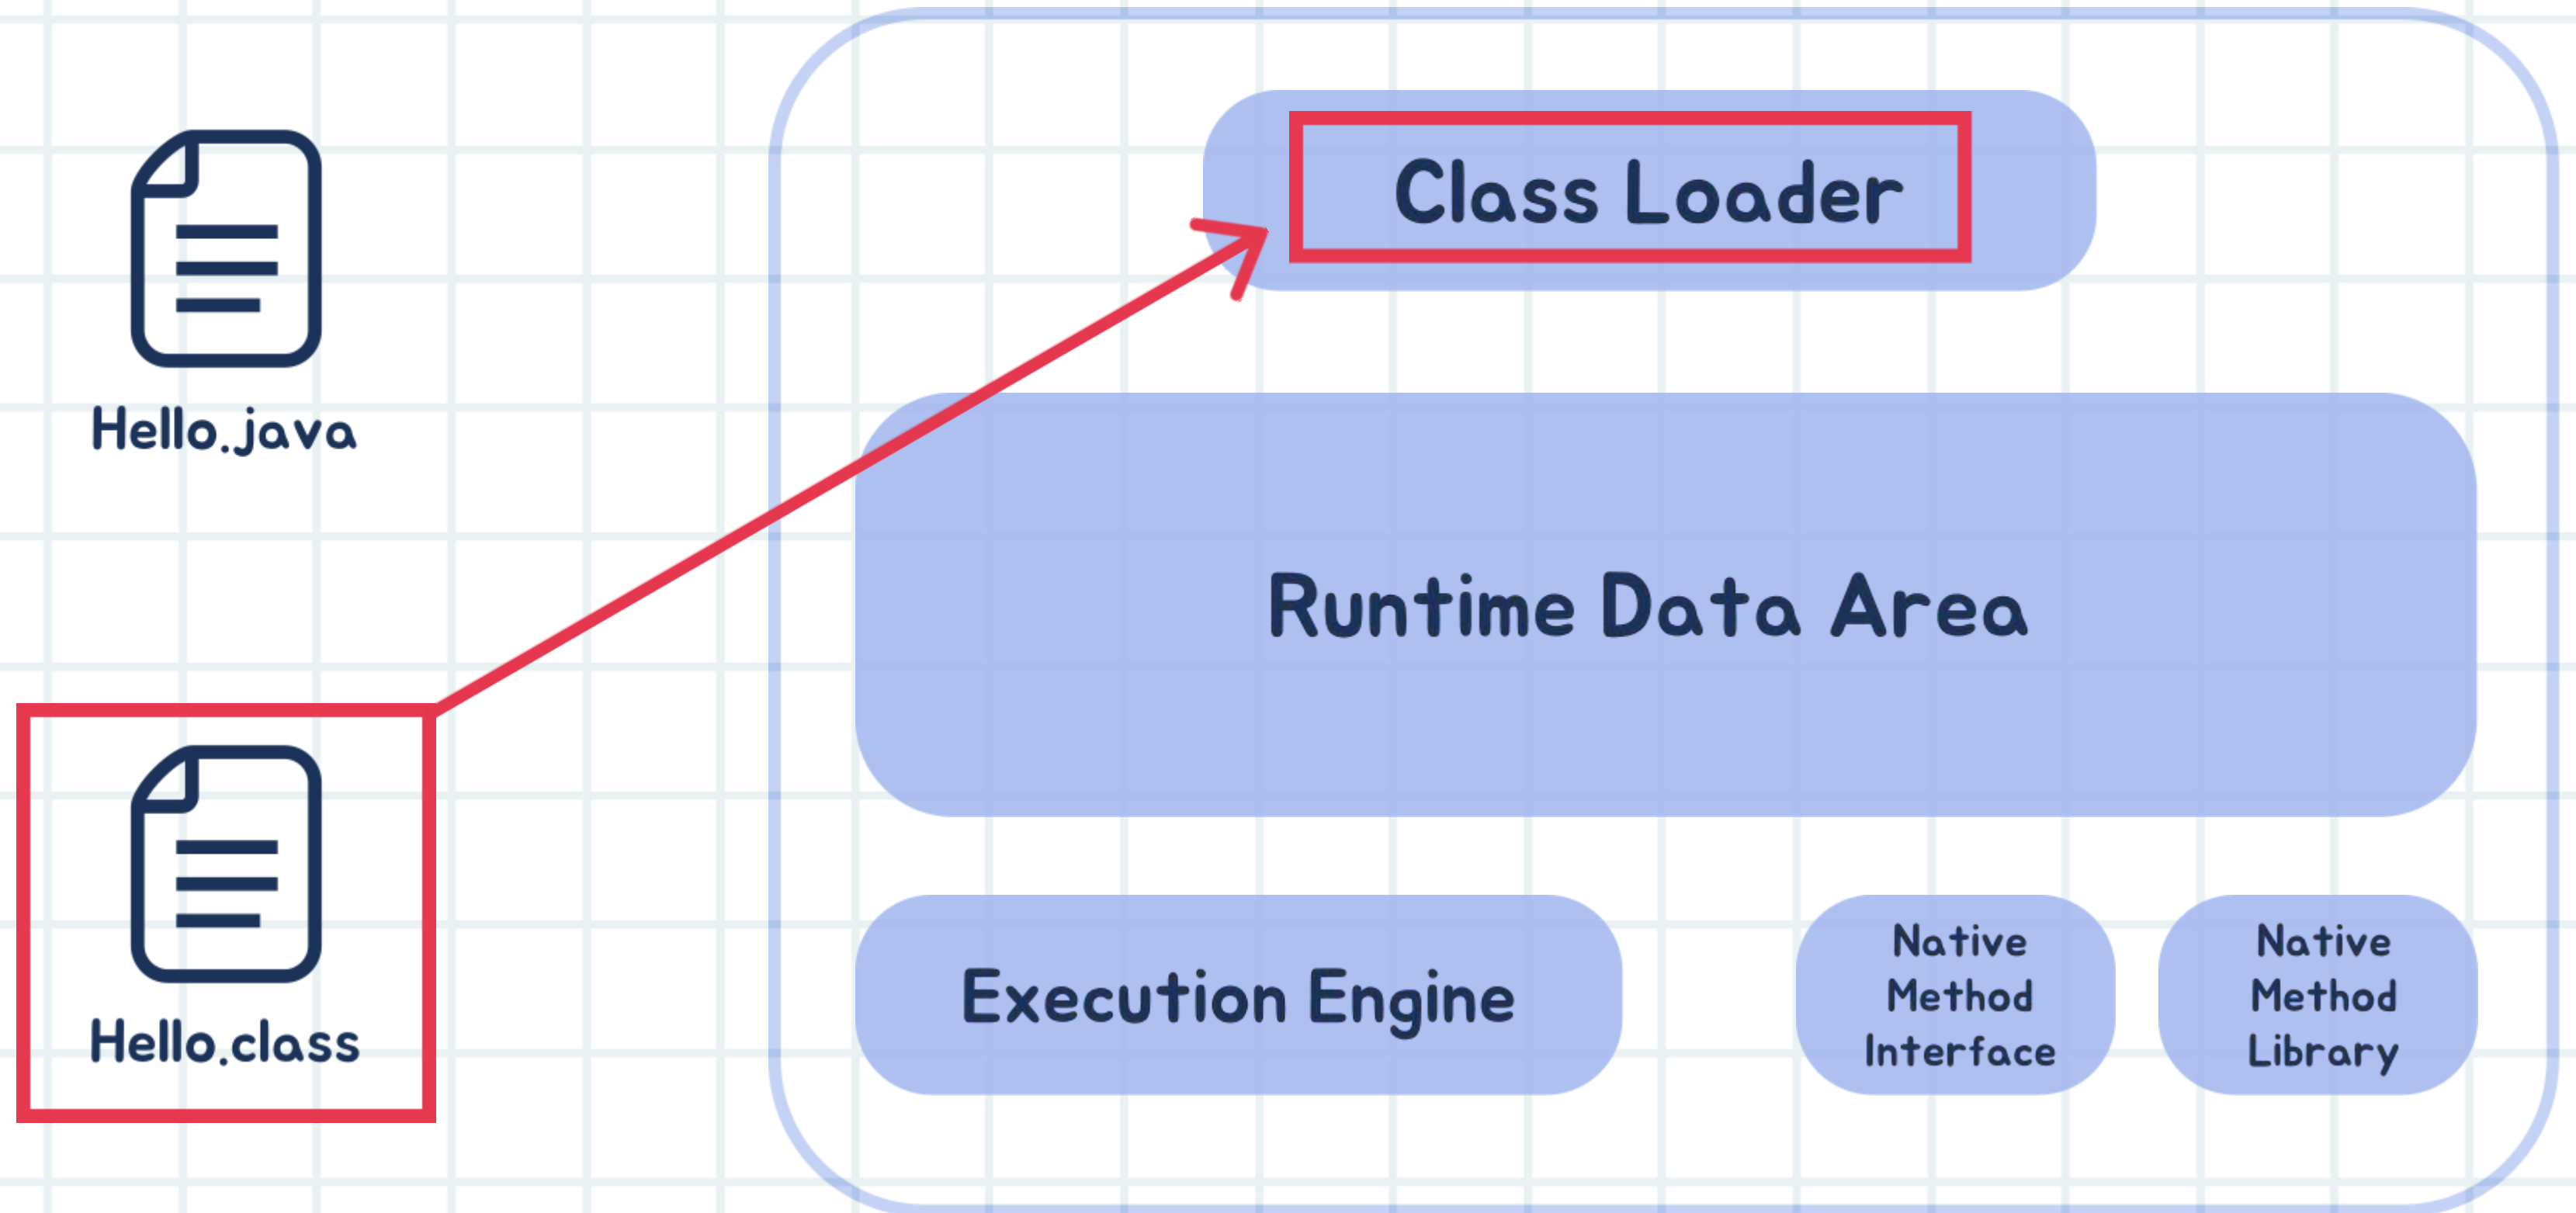 Hello.java
Hello.class
Class Loader
Runtime Data Area
Execution Engine
Native
Method
Interface
Native
Method
Library